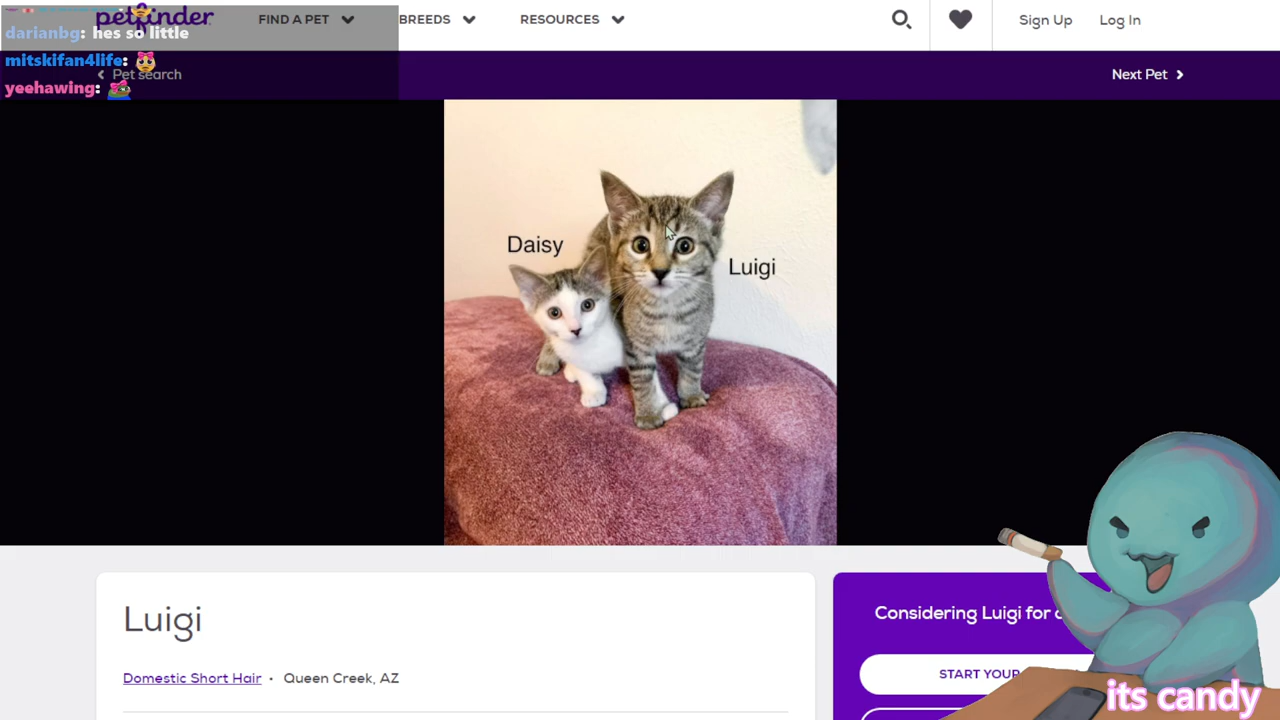 petfinder
FIND A PET
BREEDS
RESOURCES
Sign Up
Log In
darianbg: hes so little
mitskifan4life:
yeehawing:
Pet search
Next Pet
Daisy
Luigi
Luigi
Considering Luigi for
Domestic Short Hair • Queen Creek, AZ
START YOUR
its candy